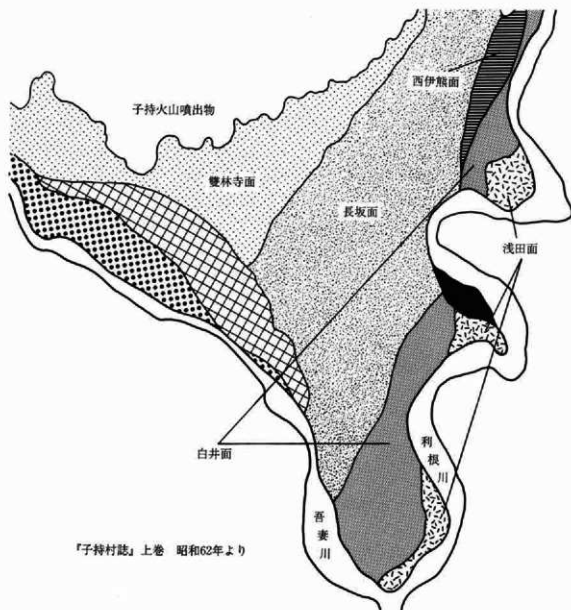 西伊熊面
子持火山噴出物
雙林寺面
長坂面
浅田面
白井面
利根川
吾妻川
『子持村誌』上巻 昭和62年より